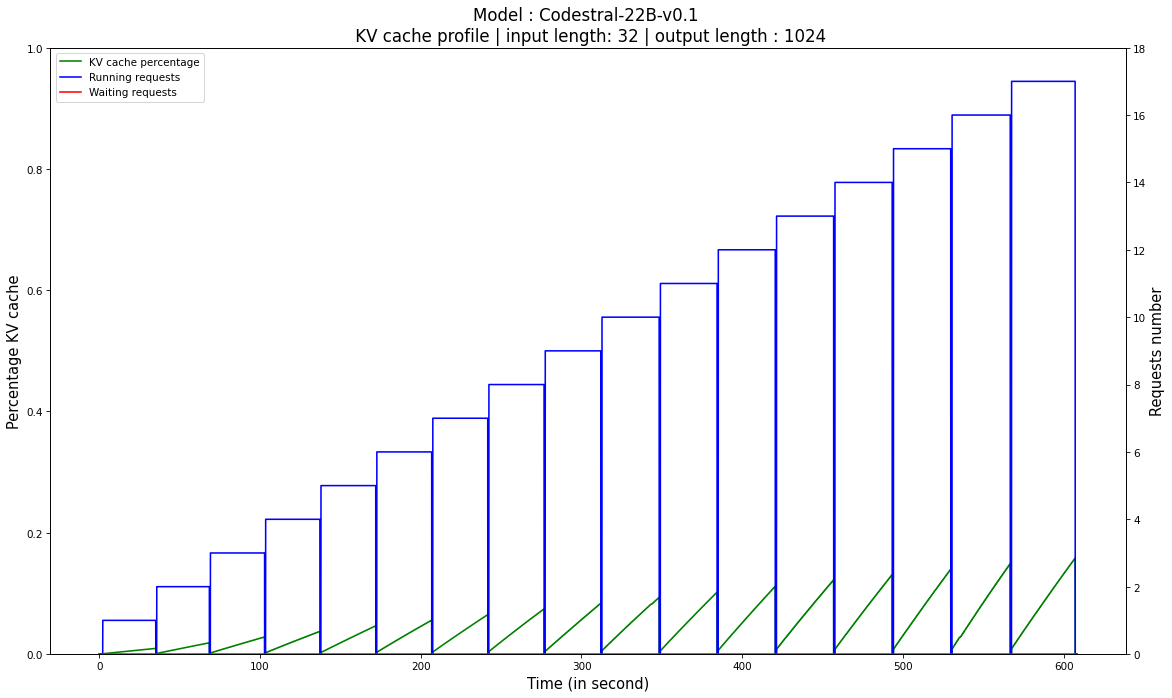 Model : Codestral-22B-v0.1
KV cache profile | input length: 32 | output length : 1024
KV cache percentage
Running requests
Waiting requests
Percentage KV cache
1.0
0.8
0.6
0.4
0.2
0.0
18
16
14
12
10
8
6
4
2
0
Requests number
0 100 200 300 400 500 600
Time (in second)